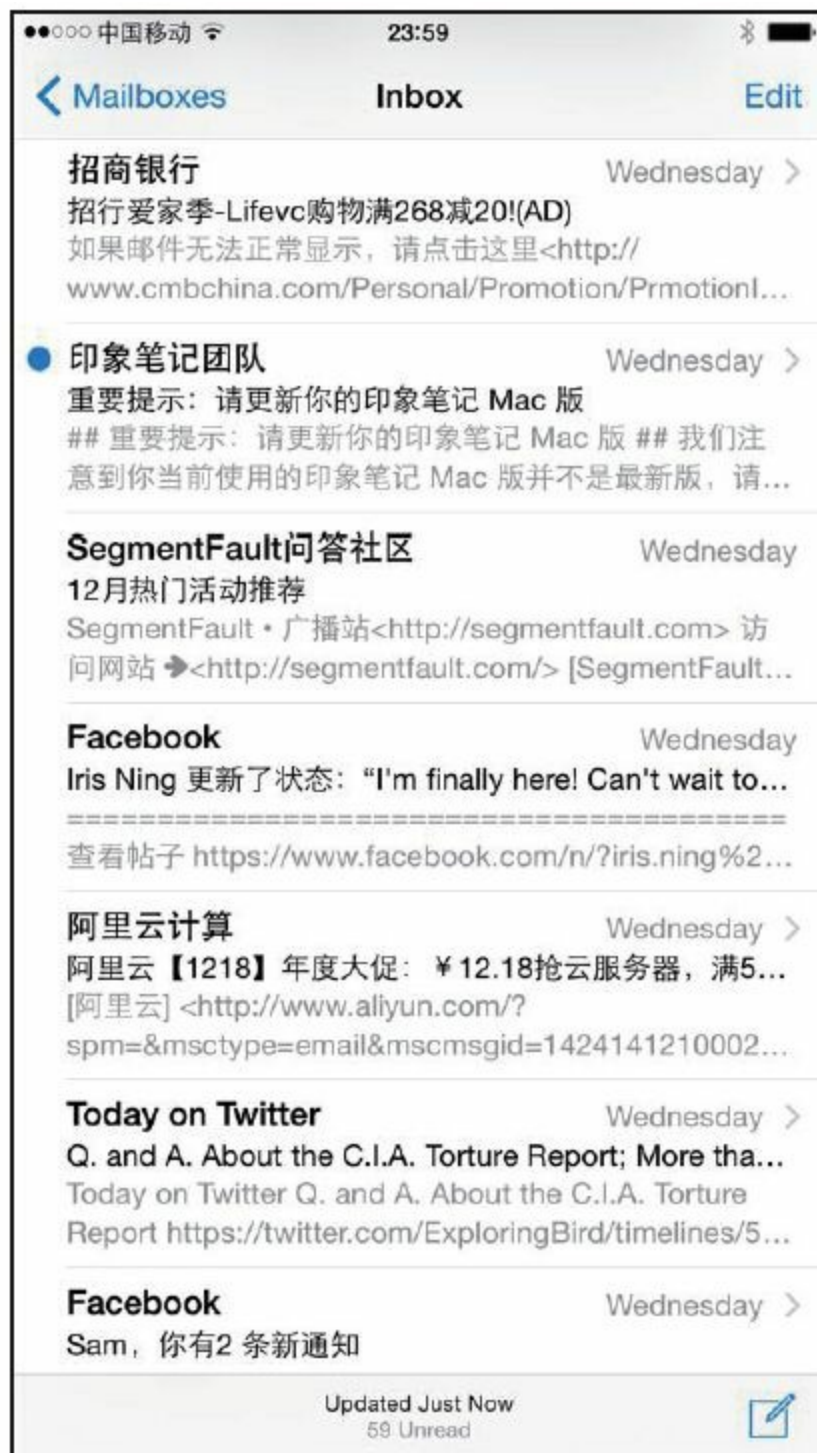 中国移动 23:59
Mailboxes Inbox Edit
招商银行 Wednesday
招行爱家季-Lifevc购物满268减20!(AD)
如果邮件无法正常显示，请点击这里<http://
www.cmbchina.com/Personal/Promotion/PrmotionI...
印象笔记团队 Wednesday
重要提示：请更新你的印象笔记 Mac 版
## 重要提示：请更新你的印象笔记 Mac 版 ## 我们注
意到你当前使用的印象笔记 Mac 版并不是最新版，请...
SegmentFault问答社区 Wednesday
12月热门活动推荐
SegmentFault • 广播站<http://segmentfault.com> 访
问网站 ➔<http://segmentfault.com/> [SegmentFault...
Facebook Wednesday
Iris Ning 更新了状态：“I'm finally here! Can't wait to...
========================================
查看帖子 https://www.facebook.com/n/?iris.ning%2...
阿里云计算 Wednesday
阿里云【1218】年度大促：￥12.18抢云服务器，满5...
[阿里云] <http://www.aliyun.com/?
spm=&msctype=email&mscmsgid=1424141210002...
Today on Twitter Wednesday
Q. and A. About the C.I.A. Torture Report; More tha...
Today on Twitter Q. and A. About the C.I.A. Torture
Report https://twitter.com/ExploringBird/timelines/5...
Facebook Wednesday
Sam，你有2 条新通知
Updated Just Now
59 Unread